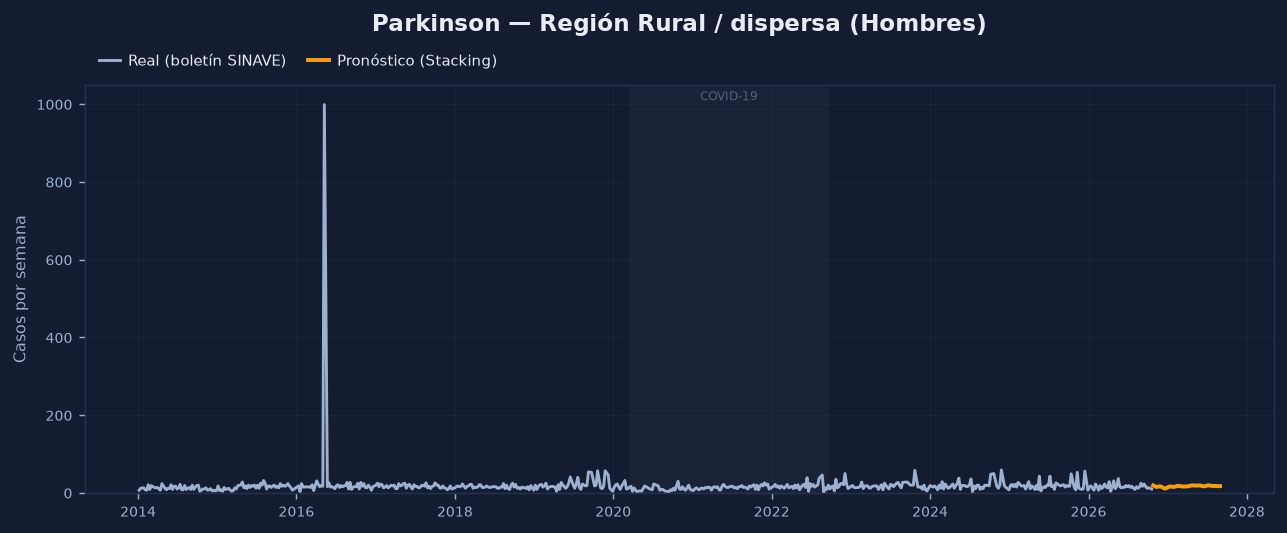 Parkinson — Región Rural / dispersa (Hombres)
Real (boletín SINAVE)
Pronóstico (Stacking)
COVID-19
Casos por semana
1000
800
600
400
200
0
2014
2016
2018
2020
2022
2024
2026
2028